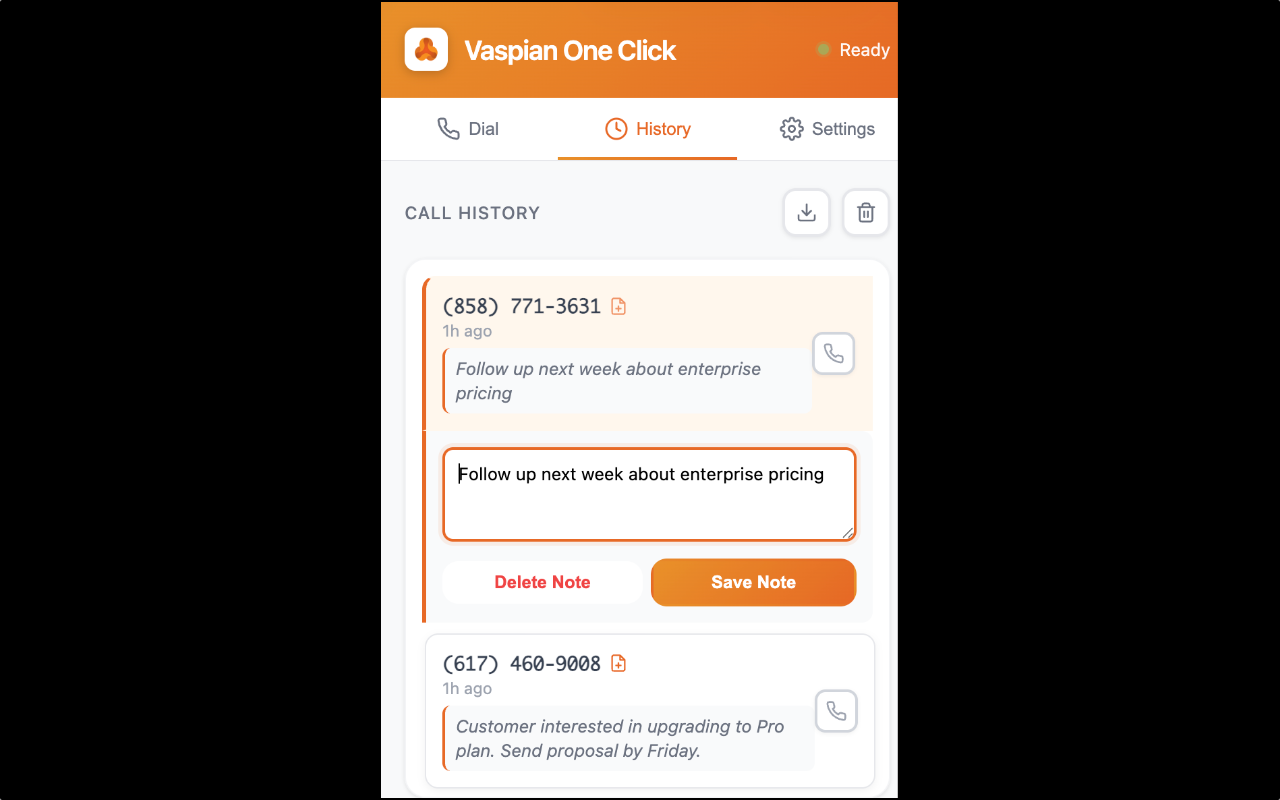 Vaspian One Click
Ready
Dial
History
Settings
CALL HISTORY
(858) 771-3631
1h ago
Follow up next week about enterprise
pricing
Follow up next week about enterprise pricing
Delete Note
Save Note
(617) 460-9008
1h ago
Customer interested in upgrading to Pro
plan. Send proposal by Friday.